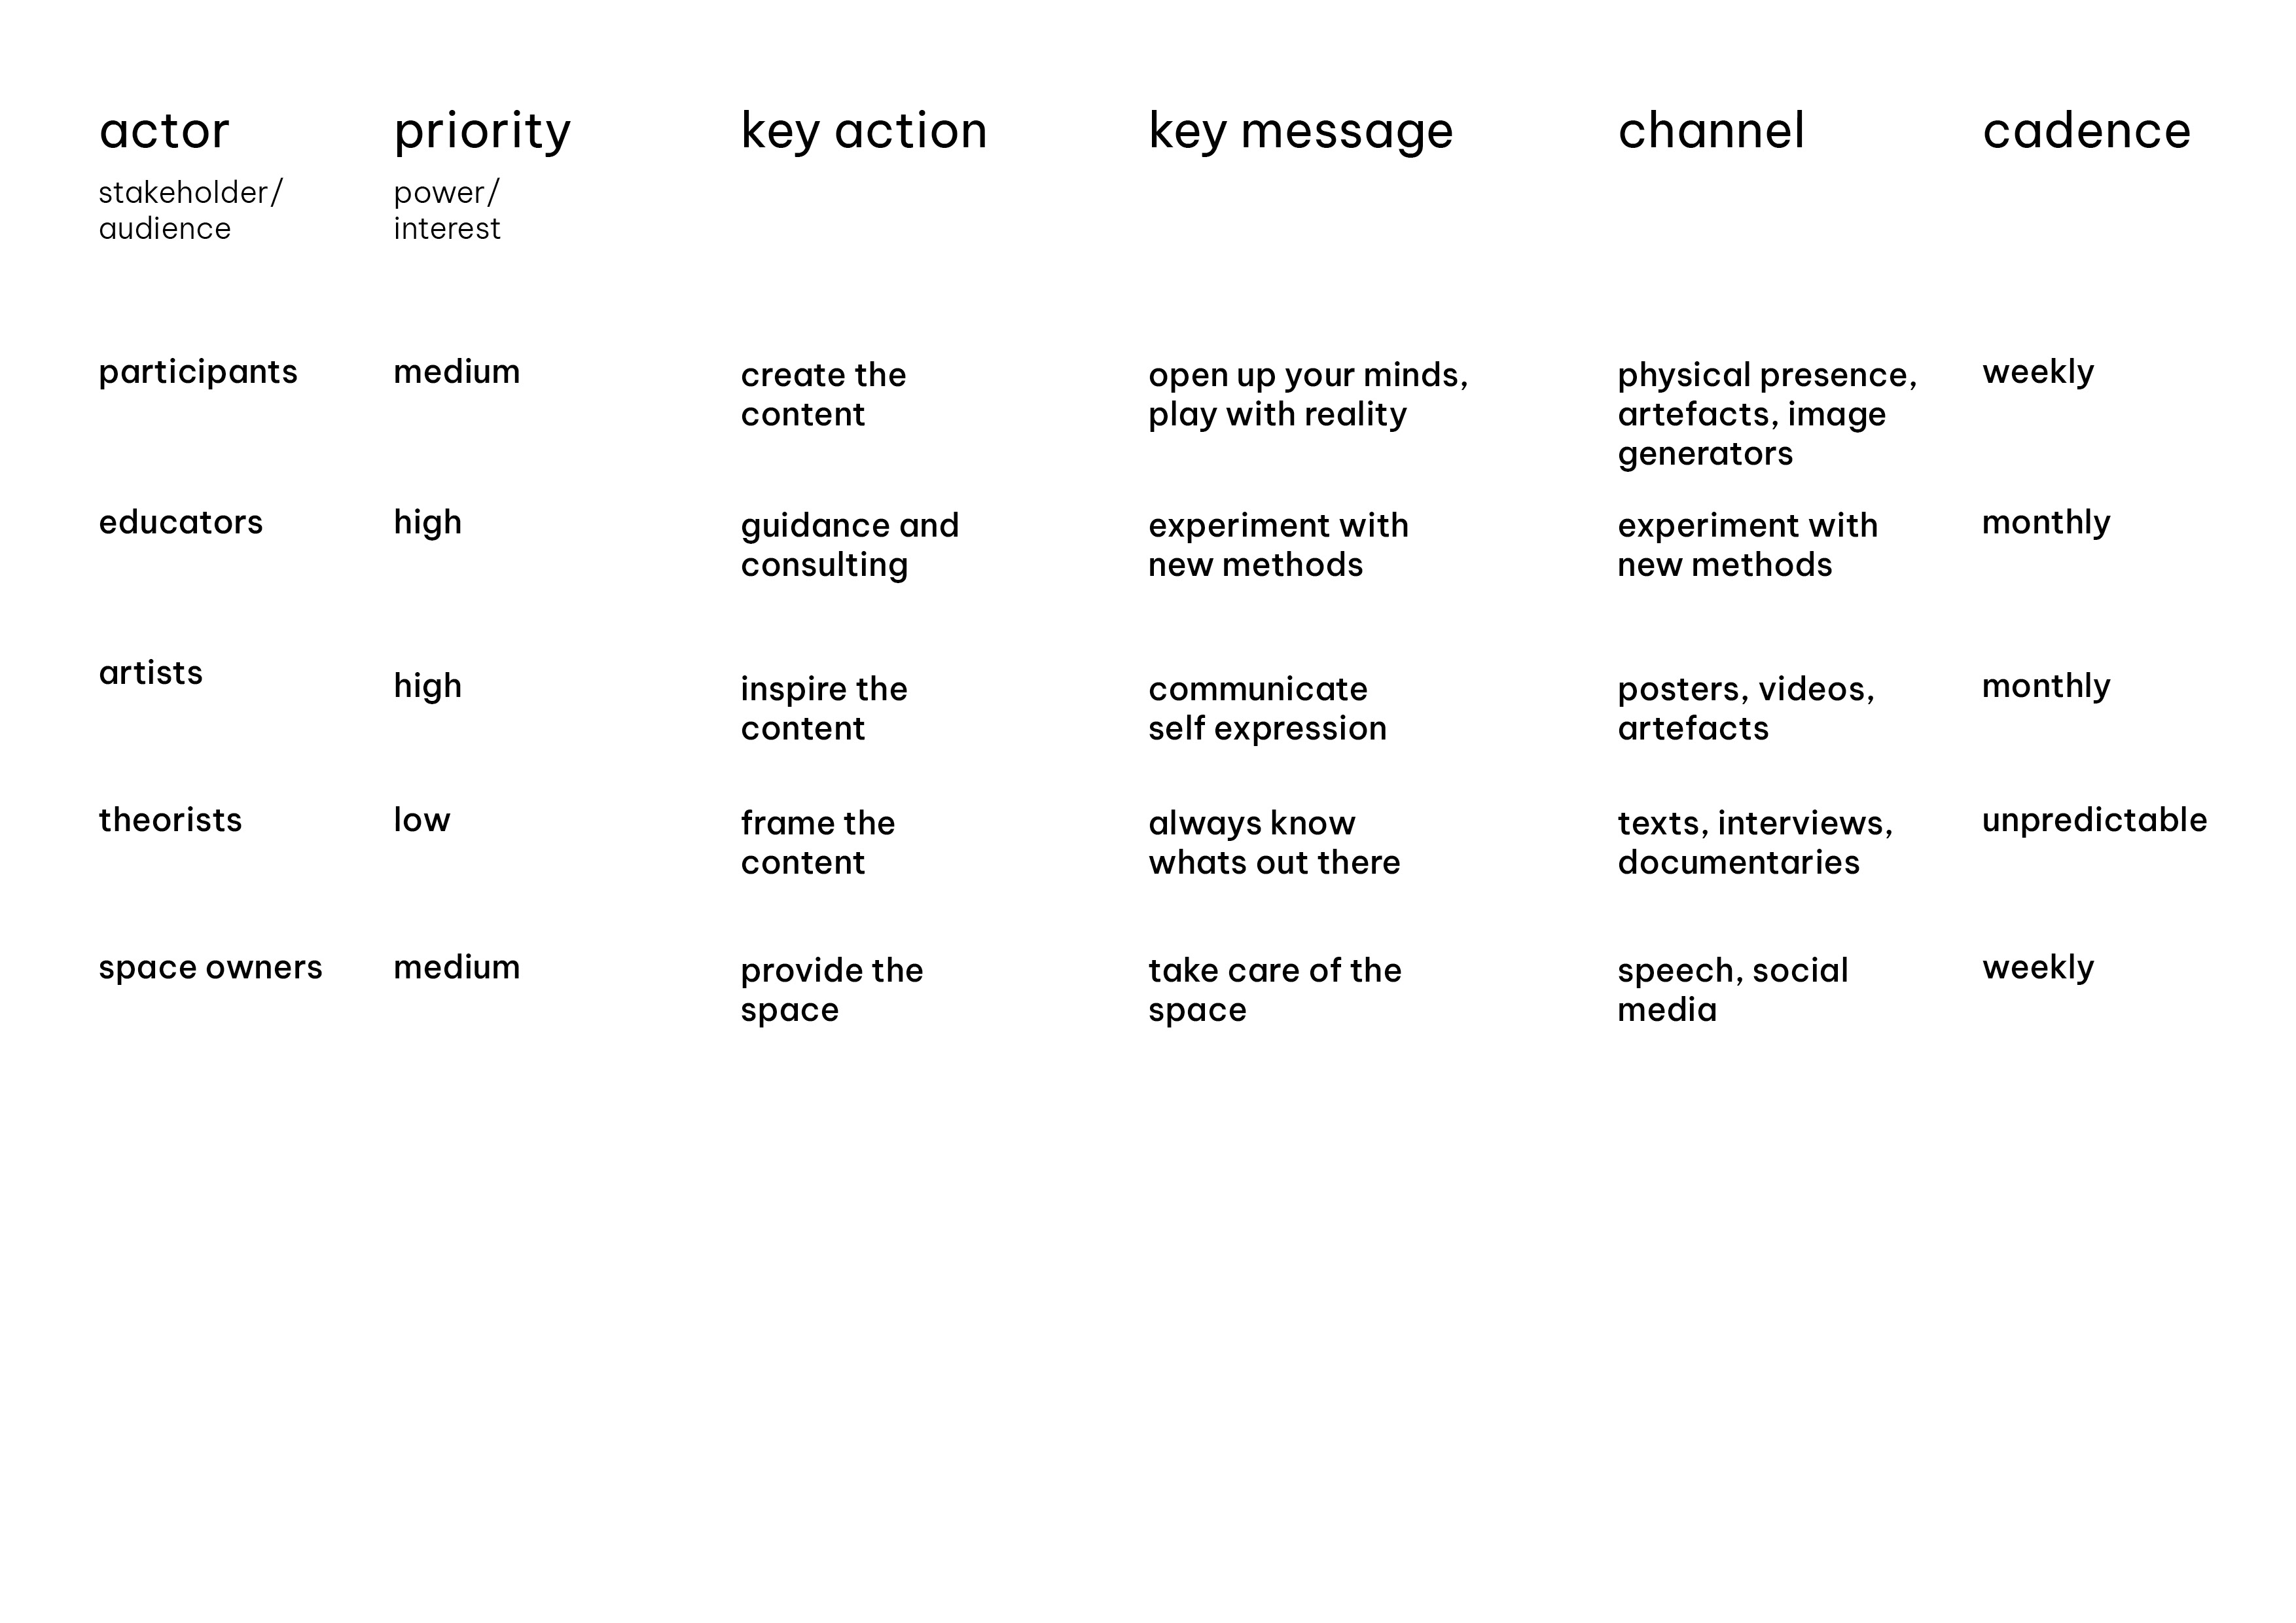 actor priority key action key message channel cadence
stakeholder/ power/
audience interest
participants medium create the open up your minds, physical presence, weekly
content play with reality artefacts, image
generators
educators high guidance and experiment with experiment with monthly
consulting new methods new methods
artists high inspire the communicate posters, videos, monthly
content self expression artefacts
theorists low frame the always know texts, interviews, unpredictable
content whats out there documentaries
space owners medium provide the take care of the speech, social weekly
space space media